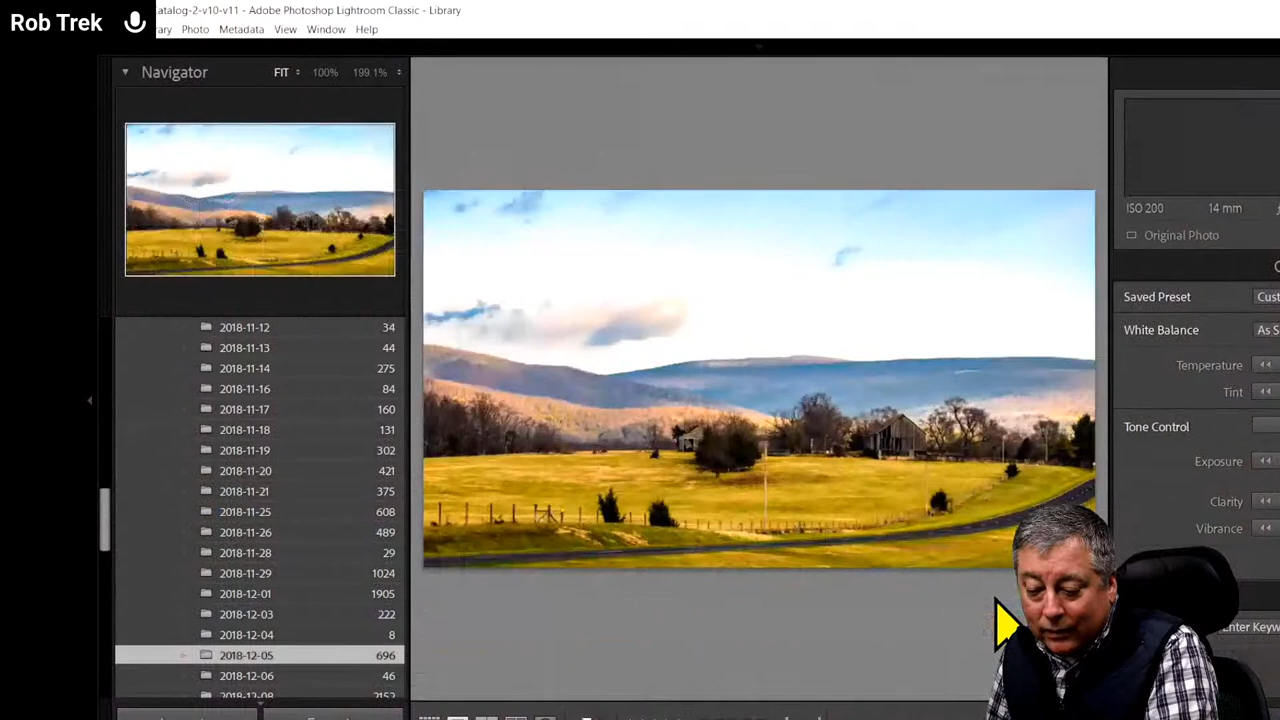 Rob Trek
atalog-2-v10-v11 - Adobe Photoshop Lightroom Classic - Library
rary Photo Metadata View Window Help
Navigator FIT 100% 199.1%
ISO 200 14 mm
Original Photo
Saved Preset Cust
White Balance As S
Temperature
Tint
Tone Control
Exposure
Clarity
Vibrance
Enter Keyw
2018-11-12 34
2018-11-13 44
2018-11-14 275
2018-11-16 84
2018-11-17 160
2018-11-18 131
2018-11-19 302
2018-11-20 421
2018-11-21 375
2018-11-25 608
2018-11-26 489
2018-11-28 29
2018-11-29 1024
2018-12-01 1905
2018-12-03 222
2018-12-04 8
2018-12-05 696
2018-12-06 46
2018-12-08 2152